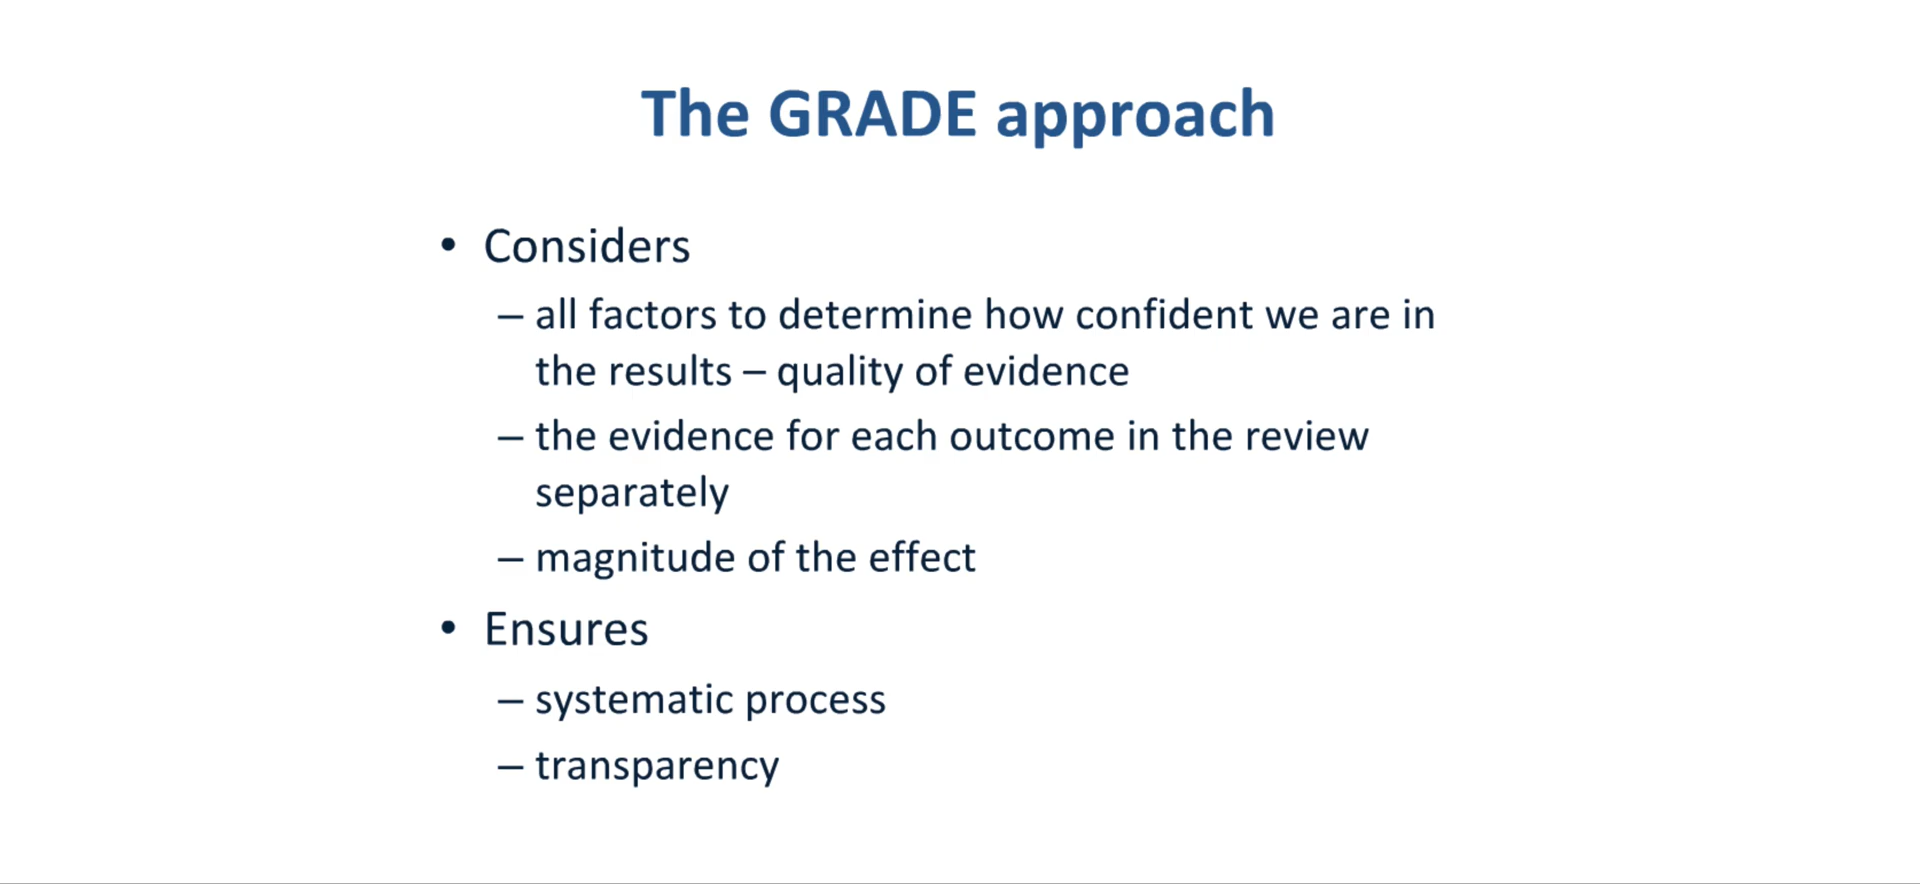 The GRADE approach
• Considers
– all factors to determine how confident we are in
the results – quality of evidence
– the evidence for each outcome in the review
separately
– magnitude of the effect
• Ensures
– systematic process
– transparency